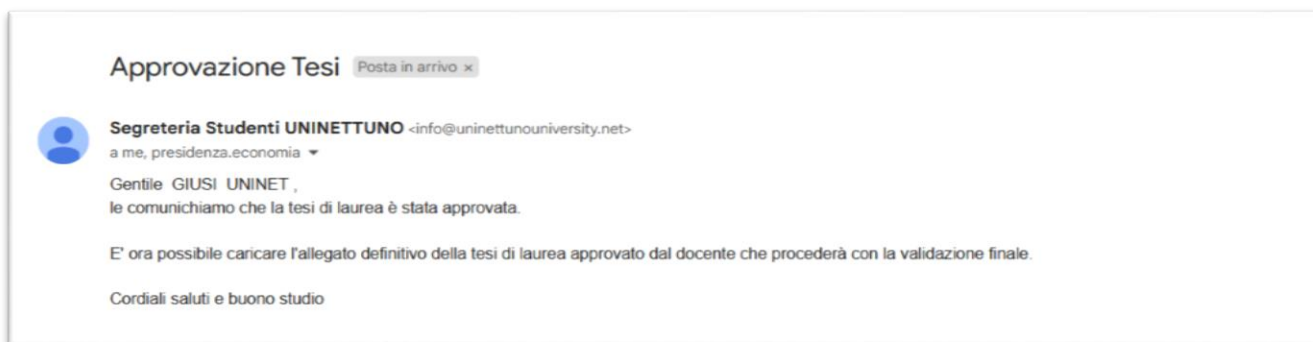 Approvazione Tesi Posta in arrivo ×
Segreteria Studenti UNINETTUNO <info@uninettunouniversity.net>
a me, presidenza.economia
Gentile GIUSI UNINET ,
le comunichiamo che la tesi di laurea è stata approvata.
E' ora possibile caricare l'allegato definitivo della tesi di laurea approvato dal docente che procederà con la validazione finale.
Cordiali saluti e buono studio